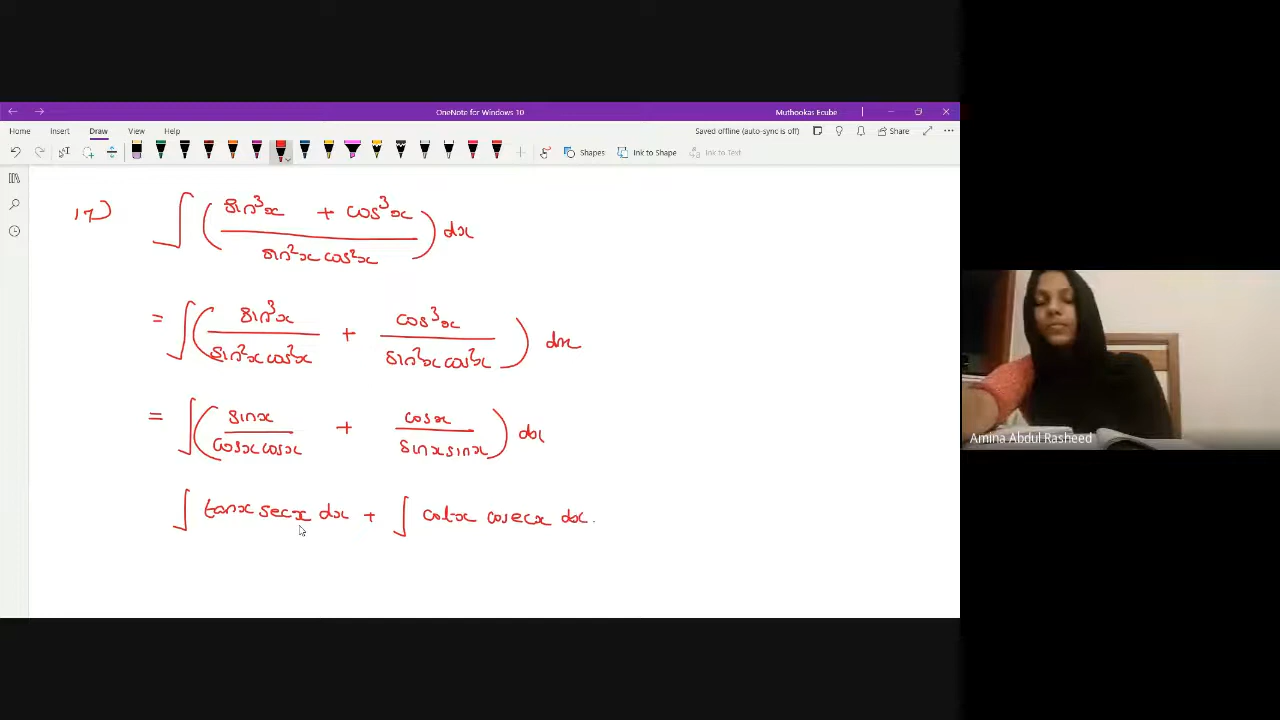 OneNote for Windows 10
Muthookas Ecube
Home Insert Draw View Help
Saved offline (auto-sync is off)
Share
Shapes
Ink to Shape
Ink to Text
17) ∫ ( (sin³x + cos³x) / (sin²x cos²x) ) dx
= ∫ ( sin³x / (sin²x cos²x) + cos³x / (sin²x cos²x) ) dx
= ∫ ( sinx / (cosx cosx) + cosx / (sinx sinx) ) dx
∫ tanx secx dx + ∫ cotx cosecx dx.
Amina Abdul Rasheed